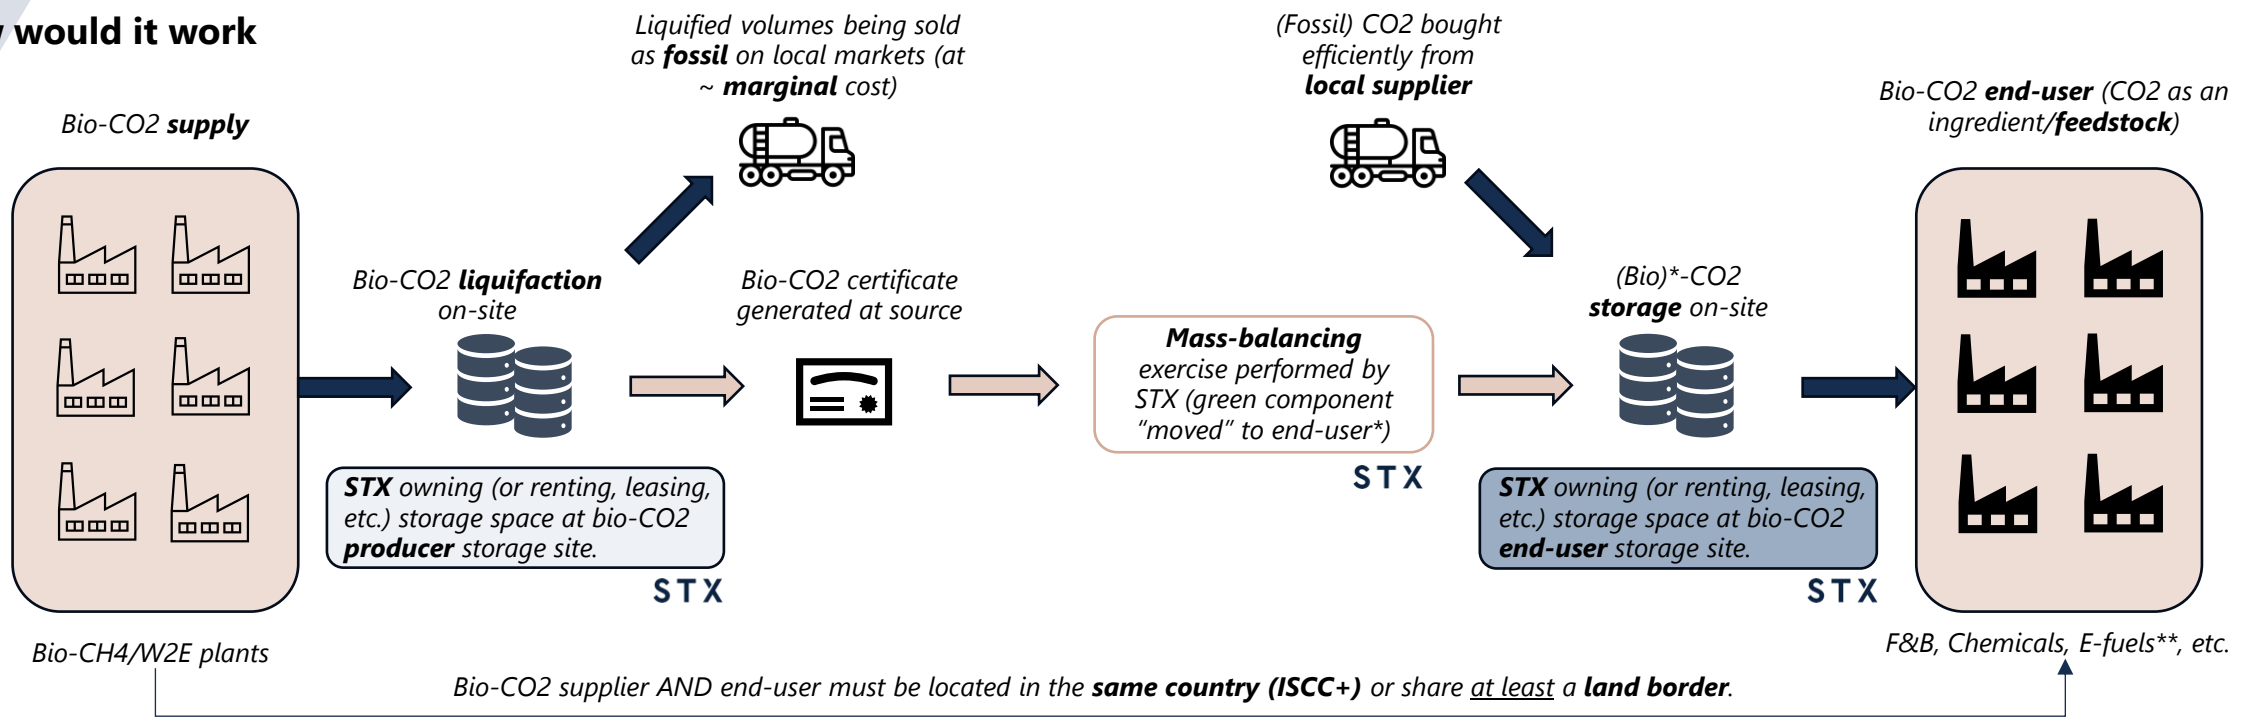 would it work
Liquified volumes being sold
as fossil on local markets (at
~ marginal cost)
(Fossil) CO2 bought
efficiently from
local supplier
Bio-CO2 end-user (CO2 as an
ingredient/feedstock)
Bio-CO2 supply
Bio-CO2 liquifaction
on-site
Bio-CO2 certificate
generated at source
(Bio)*-CO2
storage on-site
Mass-balancing
exercise performed by
STX (green component
“moved” to end-user*)
STX
STX owning (or renting, leasing,
etc.) storage space at bio-CO2
producer storage site.
STX
STX owning (or renting, leasing,
etc.) storage space at bio-CO2
end-user storage site.
STX
Bio-CH4/W2E plants
F&B, Chemicals, E-fuels**, etc.
Bio-CO2 supplier AND end-user must be located in the same country (ISCC+) or share at least a land border.